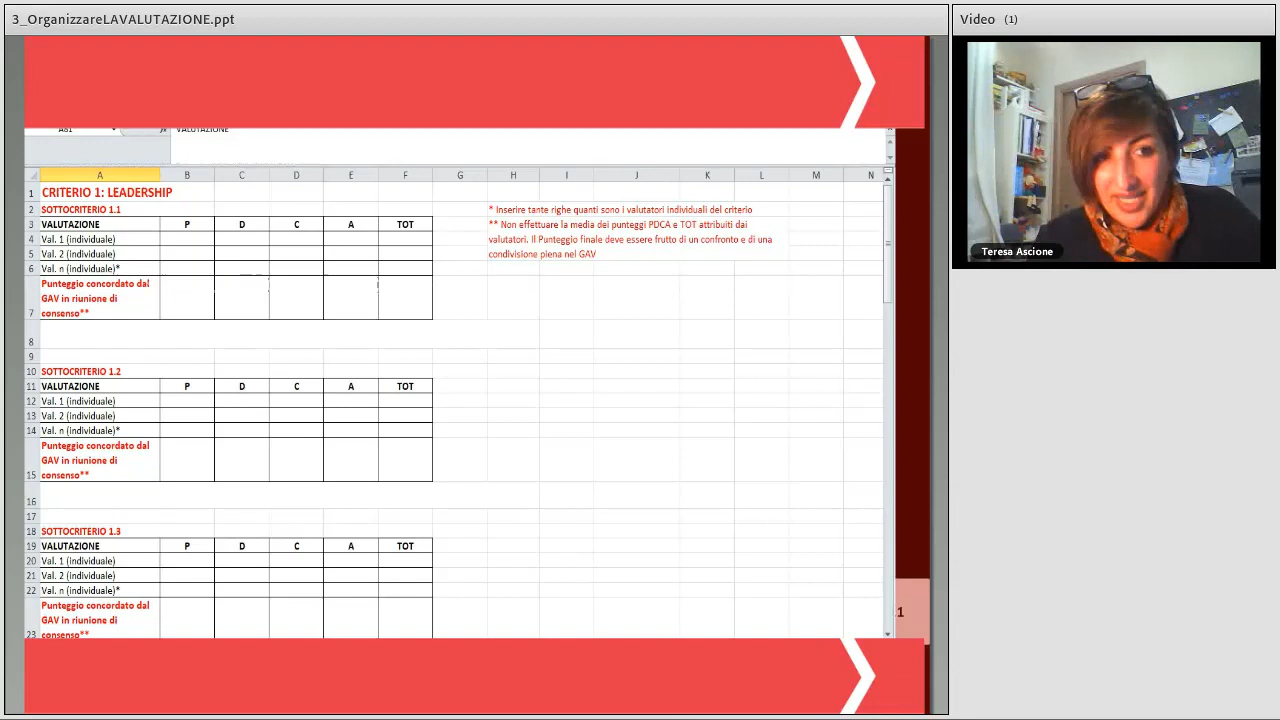 3_OrganizzareLAVALUTAZIONE.ppt
Video (1)
A81 fx VALUTAZIONE
A B C D E F G H I J K L M N
1 CRITERIO 1: LEADERSHIP
2 SOTTOCRITERIO 1.1 * Inserire tante righe quanti sono i valutatori individuali del criterio
3 VALUTAZIONE P D C A TOT ** Non effettuare la media dei punteggi PDCA e TOT attribuiti dai
4 Val. 1 (individuale) valutatori. Il Punteggio finale deve essere frutto di un confronto e di una
5 Val. 2 (individuale) condivisione piena nel GAV
6 Val. n (individuale)*
Punteggio concordato dal
GAV in riunione di
7 consenso**
8
9
10 SOTTOCRITERIO 1.2
11 VALUTAZIONE P D C A TOT
12 Val. 1 (individuale)
13 Val. 2 (individuale)
14 Val. n (individuale)*
Punteggio concordato dal
GAV in riunione di
15 consenso**
16
17
18 SOTTOCRITERIO 1.3
19 VALUTAZIONE P D C A TOT
20 Val. 1 (individuale)
21 Val. 2 (individuale)
22 Val. n (individuale)*
Punteggio concordato dal
GAV in riunione di
23 consenso**
1
Teresa Ascione